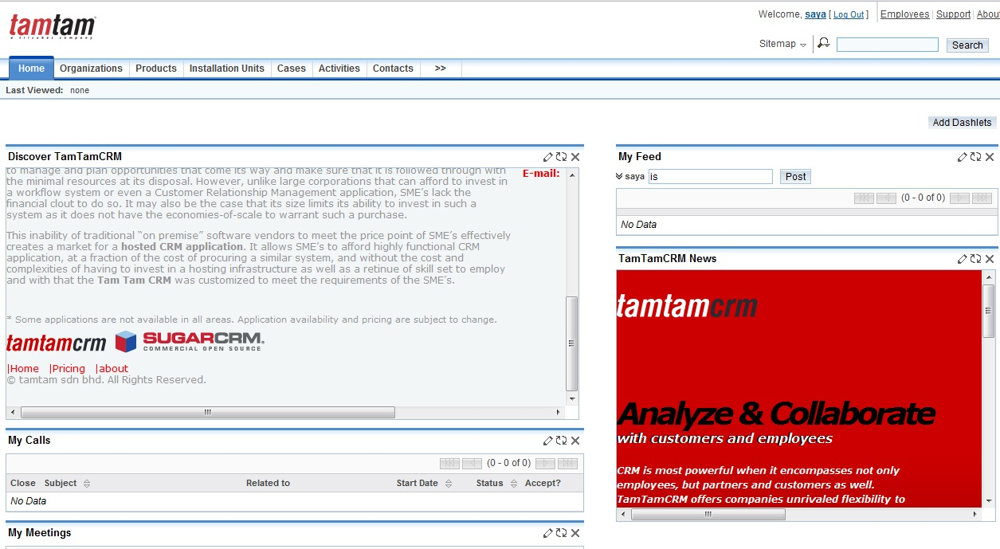 tamtam
a tricubes company
Welcome, saya [ Log Out ] Employees | Support | Abou
Sitemap
Search
Home Organizations Products Installation Units Cases Activities Contacts >>
Last Viewed: none
Add Dashlets
Discover TamTamCRM
to manage and plan opportunities that come its way and make sure that it is followed through with
E-mail:
the minimal resources at its disposal. However, unlike large corporations that can afford to invest in
a workflow system or even a Customer Relationship Management application, SME's lack the
financial clout to do so. It may also be the case that its size limits its ability to invest in such a
system as it does not have the economies-of-scale to warrant such a purchase.
This inability of traditional “on premise” software vendors to meet the price point of SME's effectively
creates a market for a hosted CRM application. It allows SME's to afford highly functional CRM
application, at a fraction of the cost of procuring a similar system, and without the cost and
complexities of having to invest in a hosting infrastructure as well as a retinue of skill set to employ
and with that the Tam Tam CRM was customized to meet the requirements of the SME's.
* Some applications are not available in all areas. Application availability and pricing are subject to change.
tamtamcrm SUGARCRM.
COMMERCIAL OPEN SOURCE
|Home |Pricing |about
© tamtam sdn bhd. All Rights Reserved.
My Calls
(0 - 0 of 0)
Close Subject Related to Start Date Status Accept?
No Data
My Meetings
My Feed
saya is Post
(0 - 0 of 0)
No Data
TamTamCRM News
tamtamcrm
Analyze & Collaborate
with customers and employees
CRM is most powerful when it encompasses not only
employees, but partners and customers as well.
TamTamCRM offers companies unrivaled flexibility to